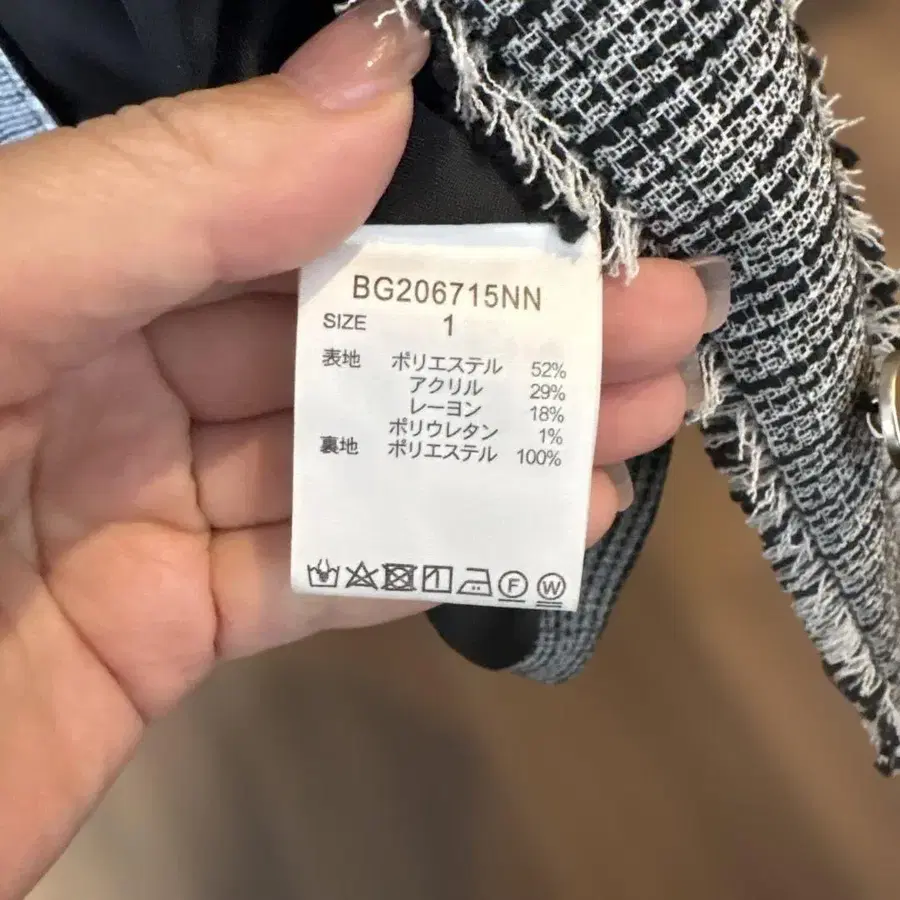 BG206715NN
SIZE 1
表地 ポリエステル 52%
アクリル 29%
レーヨン 18%
ポリウレタン 1%
裏地 ポリエステル 100%
F W